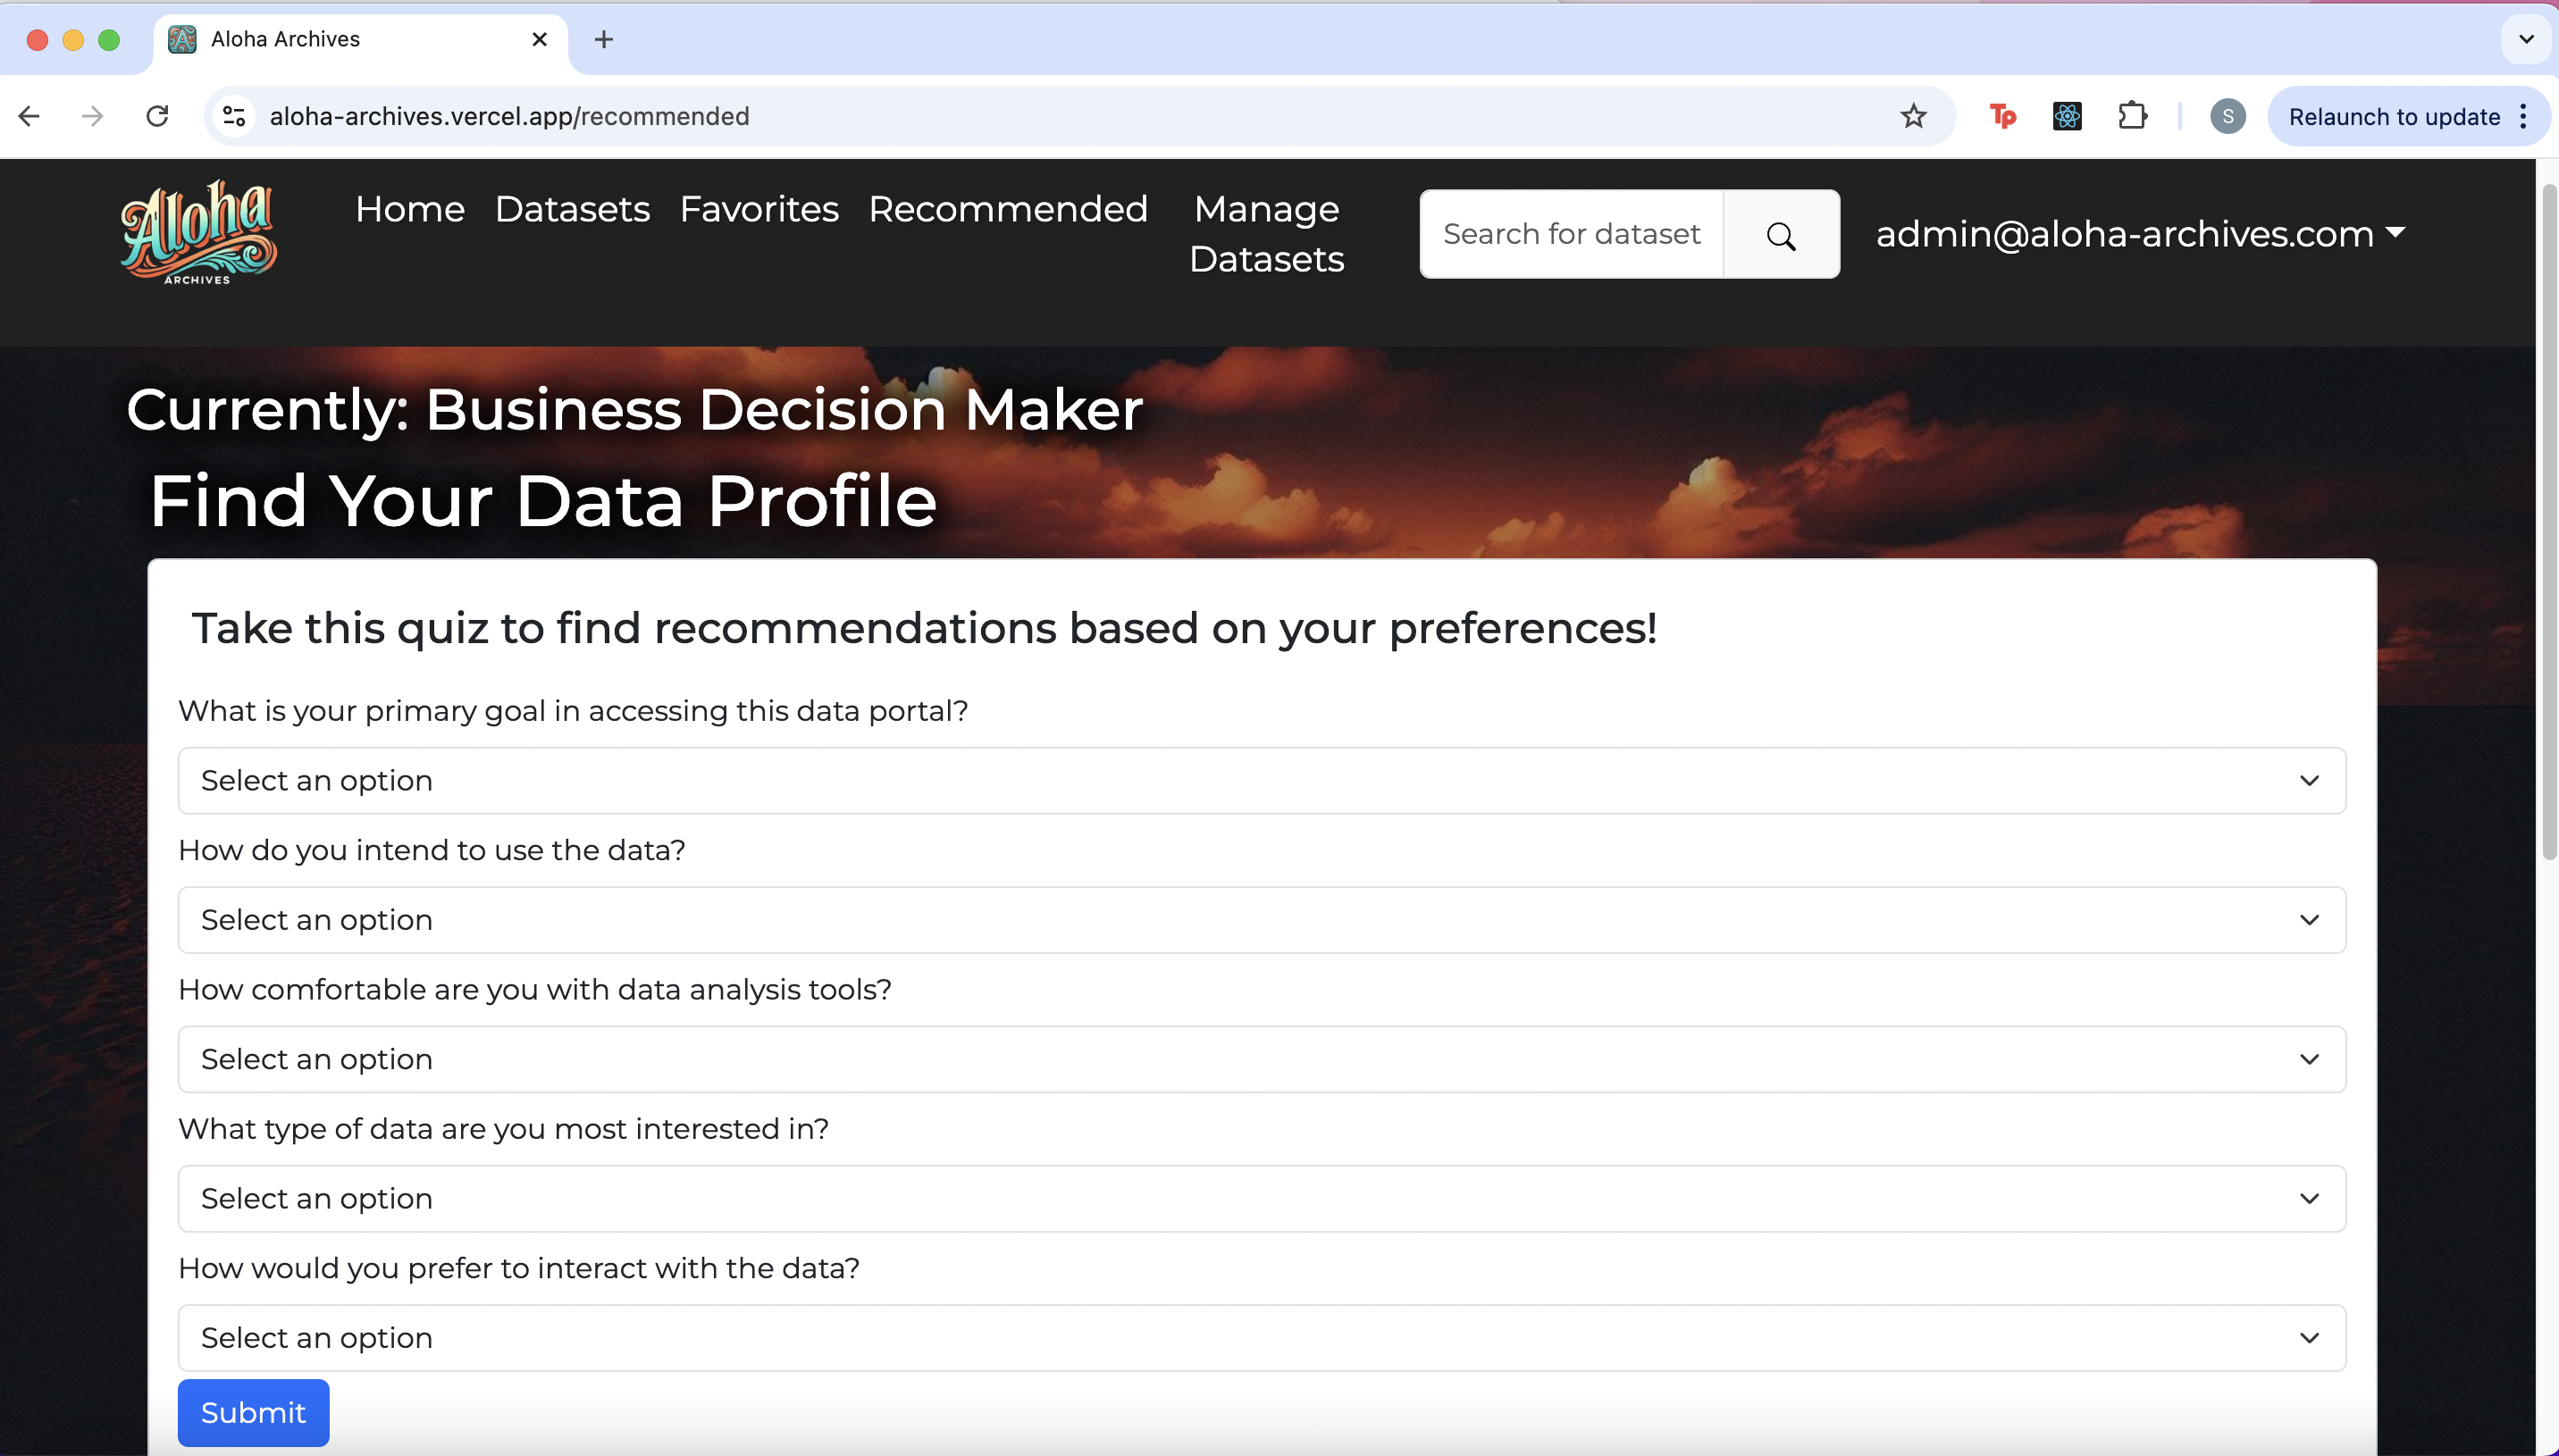 Aloha Archives
aloha-archives.vercel.app/recommended
Tp
S
Relaunch to update
Aloha
ARCHIVES
Home
Datasets
Favorites
Recommended
Manage
Datasets
Search for dataset
admin@aloha-archives.com
Currently: Business Decision Maker
Find Your Data Profile
Take this quiz to find recommendations based on your preferences!
What is your primary goal in accessing this data portal?
Select an option
How do you intend to use the data?
Select an option
How comfortable are you with data analysis tools?
Select an option
What type of data are you most interested in?
Select an option
How would you prefer to interact with the data?
Select an option
Submit